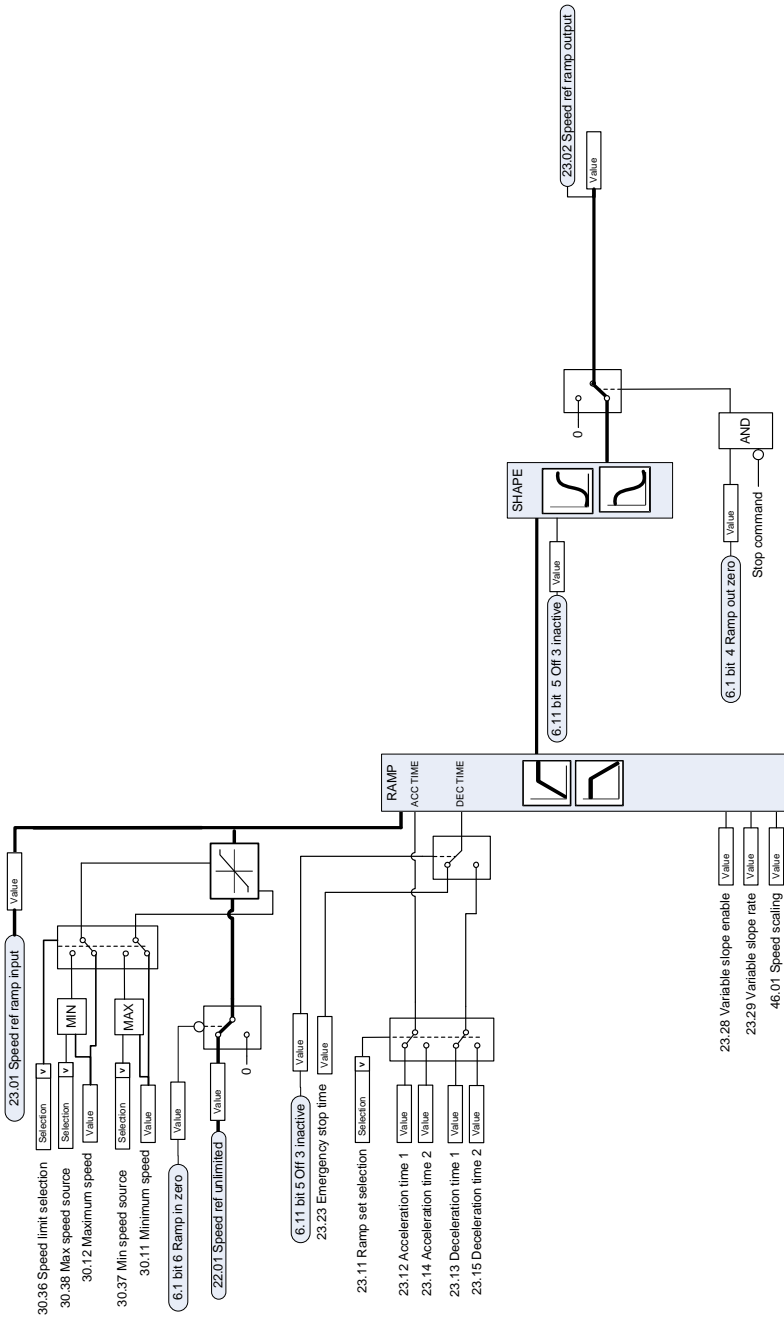 23.01 Speed ref ramp input
Value
30.36 Speed limit selection
Selection
v
30.38 Max speed source
Selection
v
30.12 Maximum speed
Value
MIN
30.37 Min speed source
Selection
v
30.11 Minimum speed
Value
MAX
6.1 bit 6 Ramp in zero
Value
22.01 Speed ref unlimited
Value
0
6.11 bit 5 Off 3 inactive
Value
23.23 Emergency stop time
Value
23.11 Ramp set selection
Selection
v
23.12 Acceleration time 1
Value
23.14 Acceleration time 2
Value
23.13 Deceleration time 1
Value
23.15 Deceleration time 2
Value
RAMP
ACC TIME
DEC TIME
23.28 Variable slope enable
Value
23.29 Variable slope rate
Value
46.01 Speed scaling
Value
6.11 bit 5 Off 3 inactive
Value
SHAPE
0
6.1 bit 4 Ramp out zero
Value
Stop command
AND
23.02 Speed ref ramp output
Value